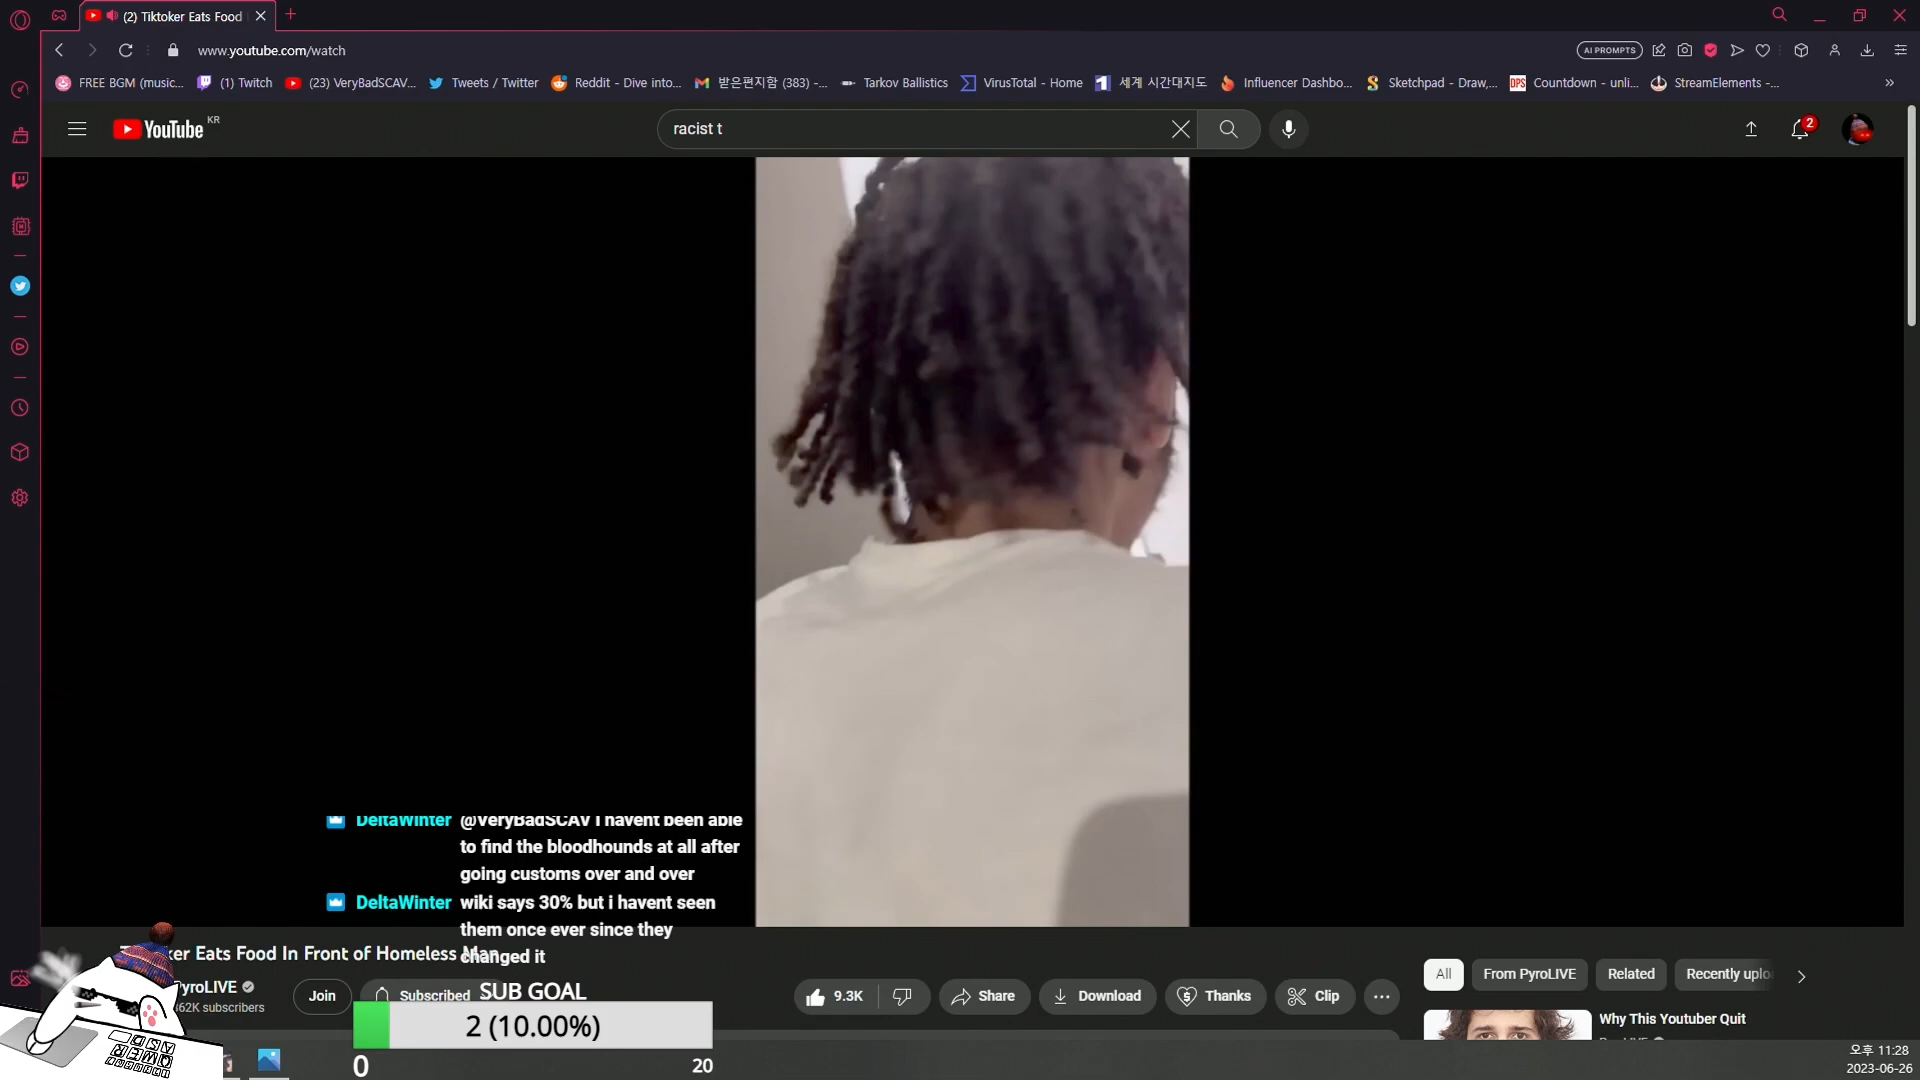 (2) Tiktoker Eats Food
www.youtube.com/watch
AI PROMPTS
FREE BGM (music...
(1) Twitch
(23) VeryBadSCAV...
Tweets / Twitter
Reddit - Dive into...
받은편지함 (383) -...
Tarkov Ballistics
VirusTotal - Home
1
세계 시간대지도
Influencer Dashbo...
Sketchpad - Draw,...
OPS
Countdown - unli...
StreamElements -...
YouTube KR
racist t
2
DeltaWinter @VeryBadSCAV i havent been able
to find the bloodhounds at all after
going customs over and over
DeltaWinter wiki says 30% but i havent seen
them once ever since they
changed it
ker Eats Food In Front of Homeless
yroLIVE
62K subscribers
Join
Subscribed
SUB GOAL
2 (10.00%)
0
20
9.3K
Share
Download
Thanks
Clip
All
From PyroLIVE
Related
Recently uplo
Why This Youtuber Quit
오후 11:28
2023-06-26